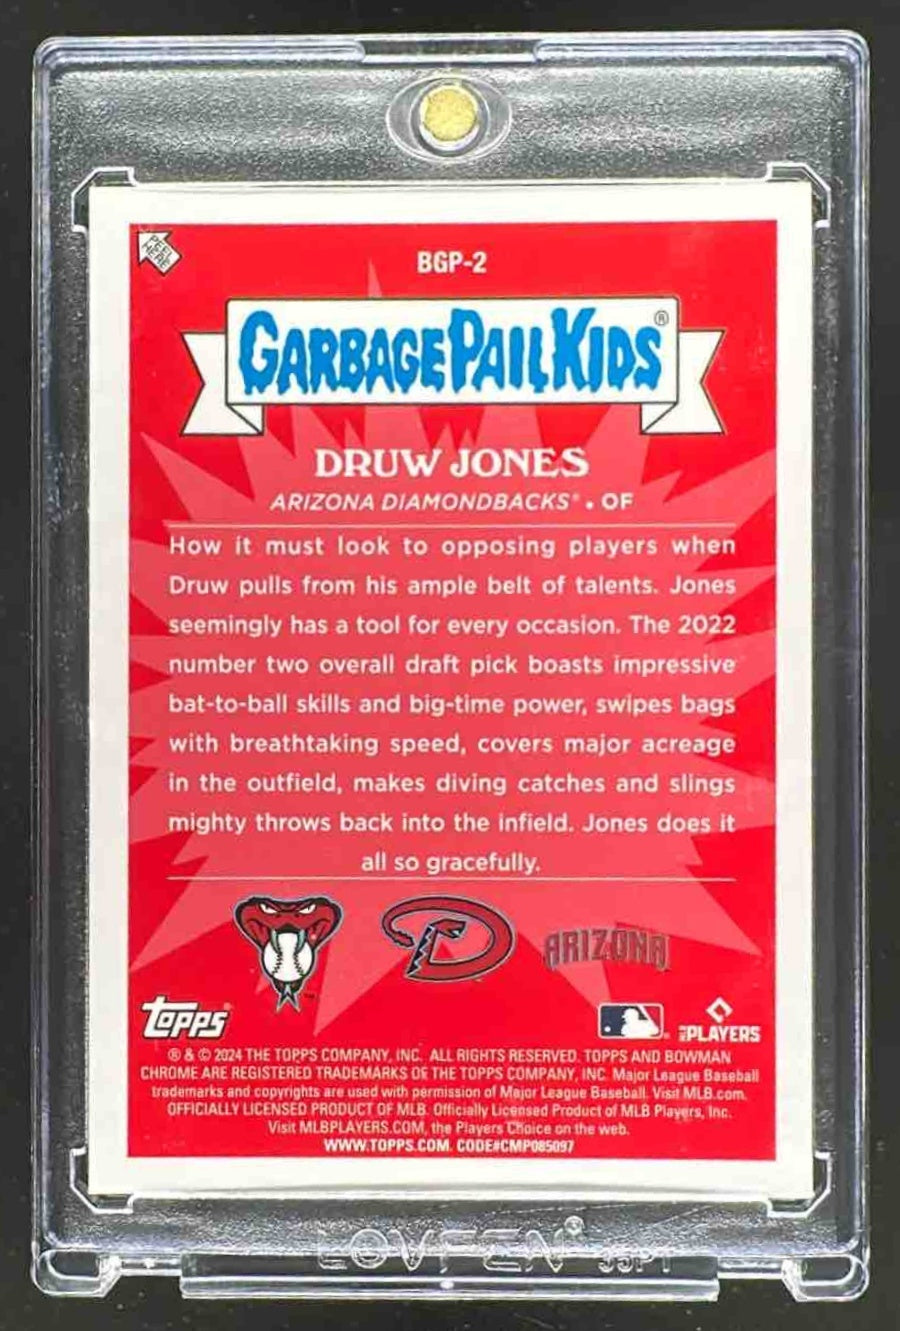 PEEL HERE
BGP-2
GARBAGE PAIL KIDS®
DRUW JONES
ARIZONA DIAMONDBACKS® • OF
How it must look to opposing players when
Druw pulls from his ample belt of talents. Jones
seemingly has a tool for every occasion. The 2022
number two overall draft pick boasts impressive
bat-to-ball skills and big-time power, swipes bags
with breathtaking speed, covers major acreage
in the outfield, makes diving catches and slings
mighty throws back into the infield. Jones does it
all so gracefully.
D
ARIZONA
TOPPS®
PLAYERS
® & © 2024 THE TOPPS COMPANY, INC. ALL RIGHTS RESERVED. TOPPS AND BOWMAN
CHROME ARE REGISTERED TRADEMARKS OF THE TOPPS COMPANY, INC. Major League Baseball
trademarks and copyrights are used with permission of Major League Baseball. Visit MLB.com.
OFFICIALLY LICENSED PRODUCT OF MLB. Officially Licensed Product of MLB Players, Inc.
Visit MLBPLAYERS.COM, the Players Choice on the web.
WWW.TOPPS.COM. CODE#CMP085097
LOVFEN® 35PT